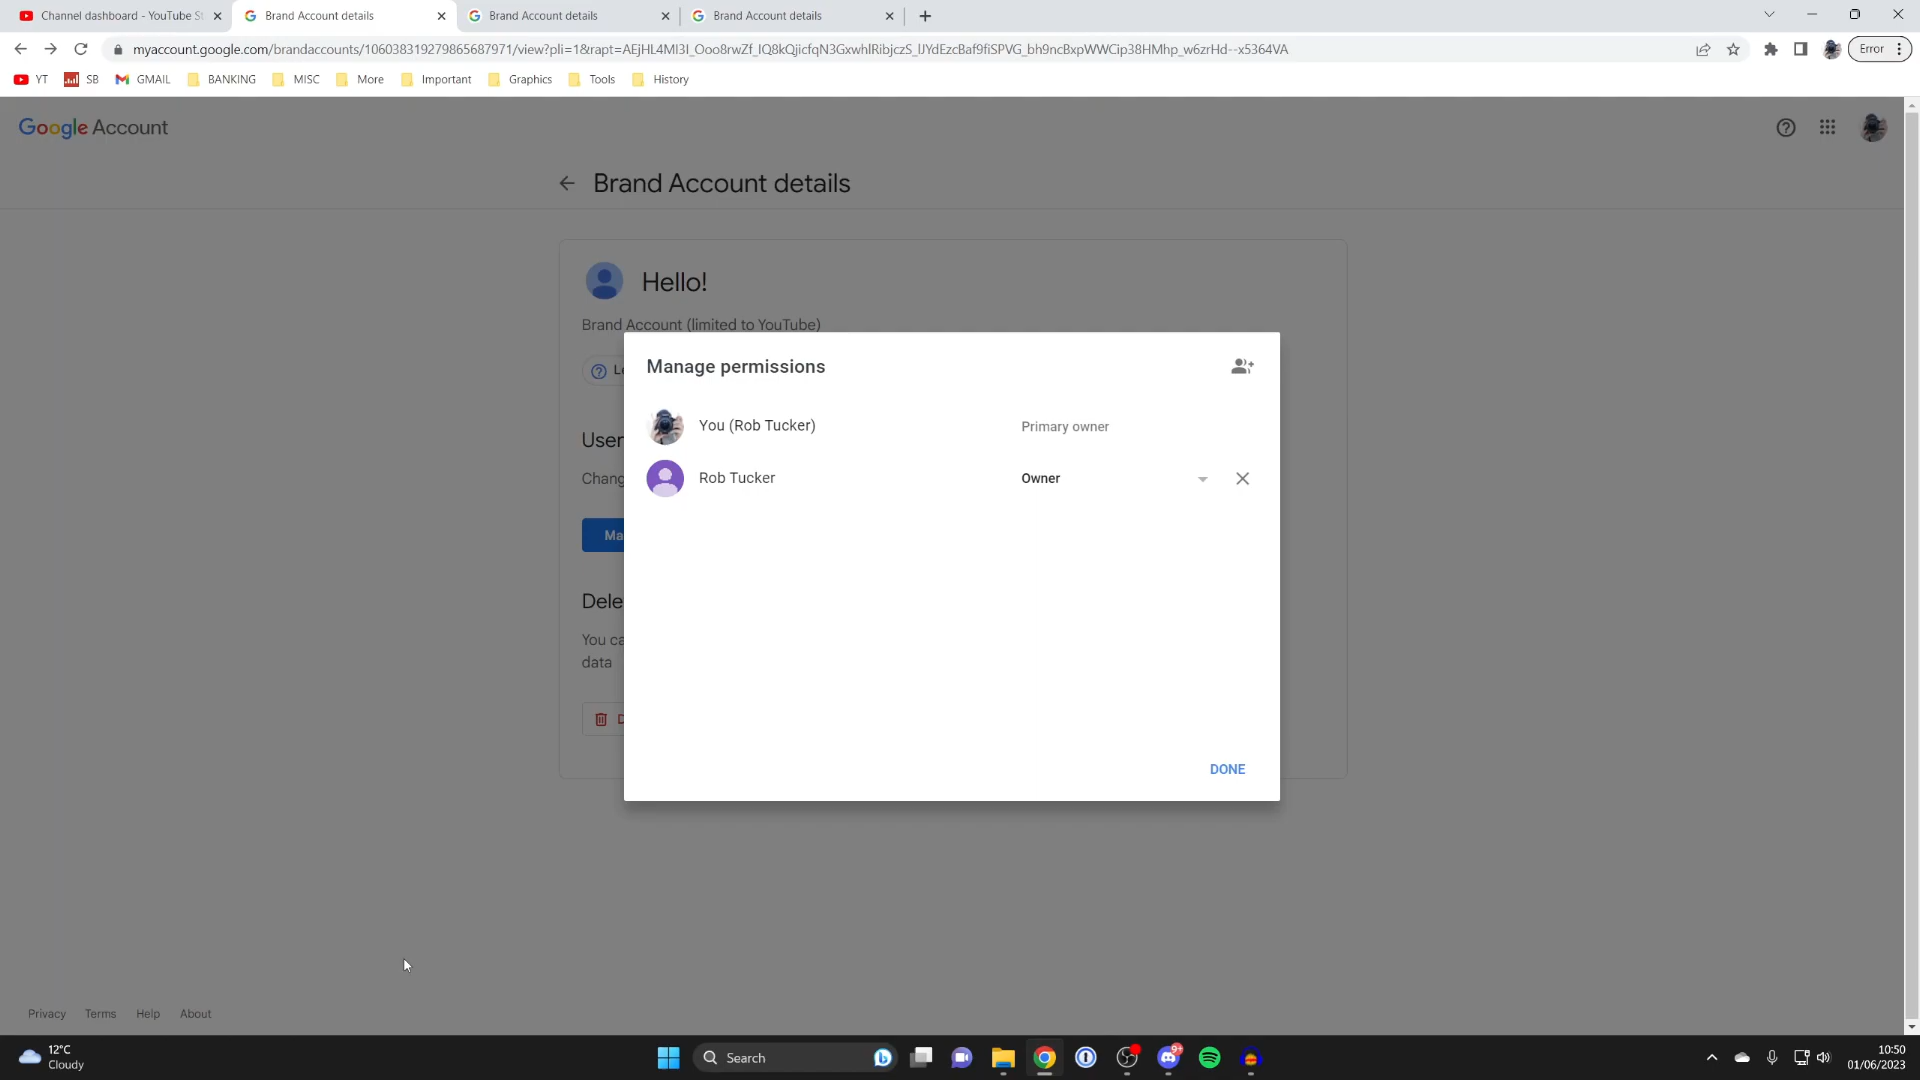 Channel dashboard - YouTube St
Brand Account details
Brand Account details
Brand Account details
myaccount.google.com/brandaccounts/106038319279865687971/view?pli=1&rapt=AEjHL4MI3I_Ooo8rwZf_IQ8kQjicfqN3GxwhIRibjczS_lJYdEzcBaf9fiSPVG_bh9ncBxpWWCip38HMhp_w6zrHd--x5364VA
Error
YT
SB
GMAIL
BANKING
MISC
More
Important
Graphics
Tools
History
Google Account
Brand Account details
Hello!
Brand Account (limited to YouTube)
Le
User
Chang
Ma
Dele
You ca
data
D
Manage permissions
You (Rob Tucker)
Primary owner
Rob Tucker
Owner
DONE
Privacy
Terms
Help
About
12°C
Cloudy
Search
9+
10:50
01/06/2023